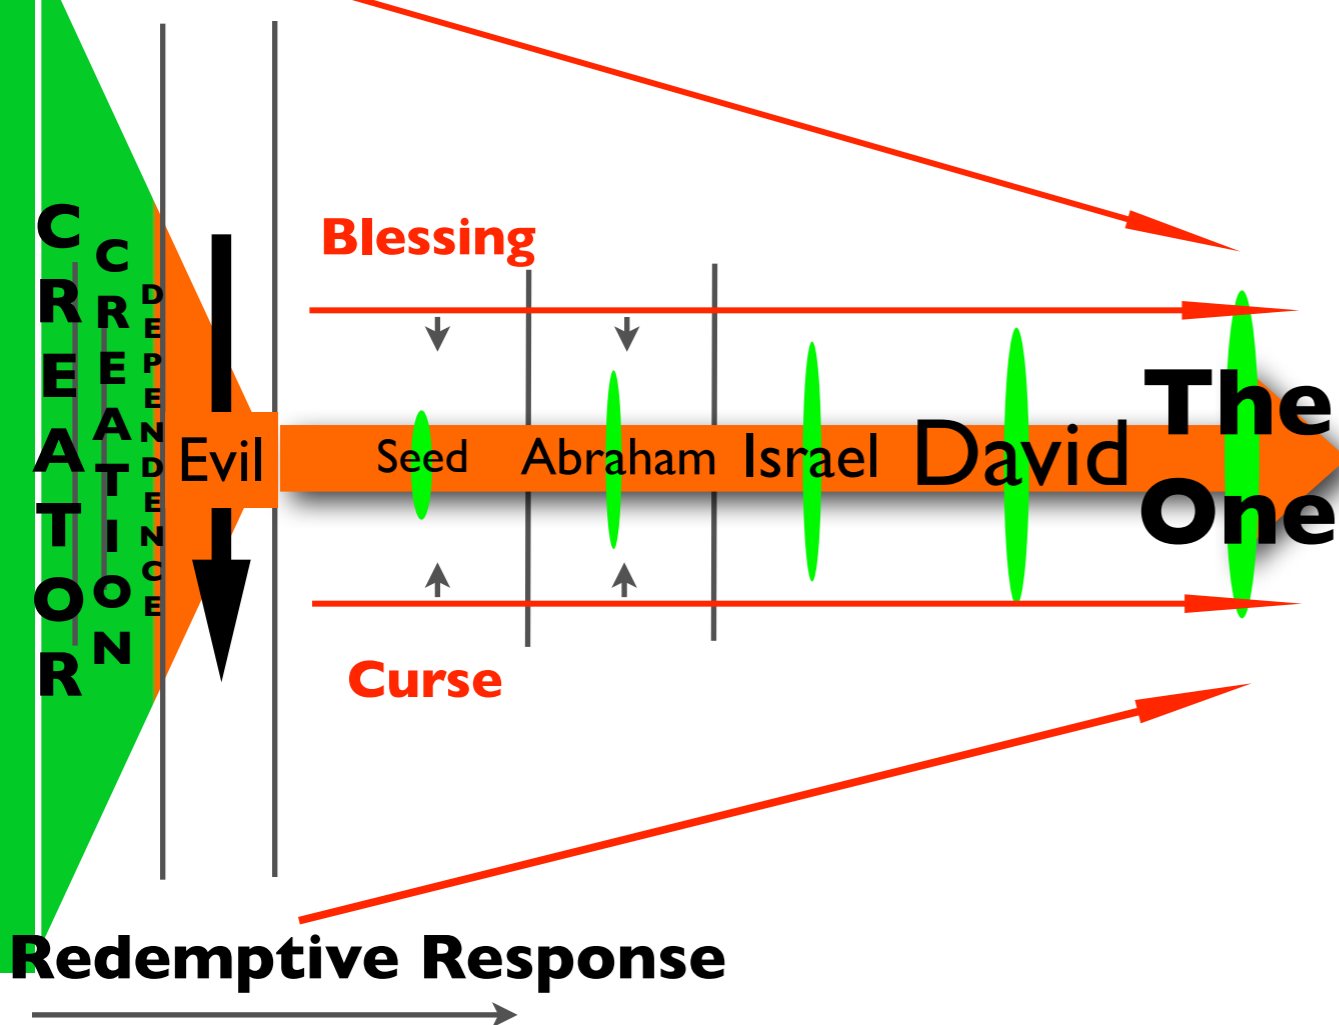 CREATOR
CREATION
DEPENDENCE
Blessing
Evil
Seed
Abraham
Israel
David
The
One
Curse
Redemptive Response